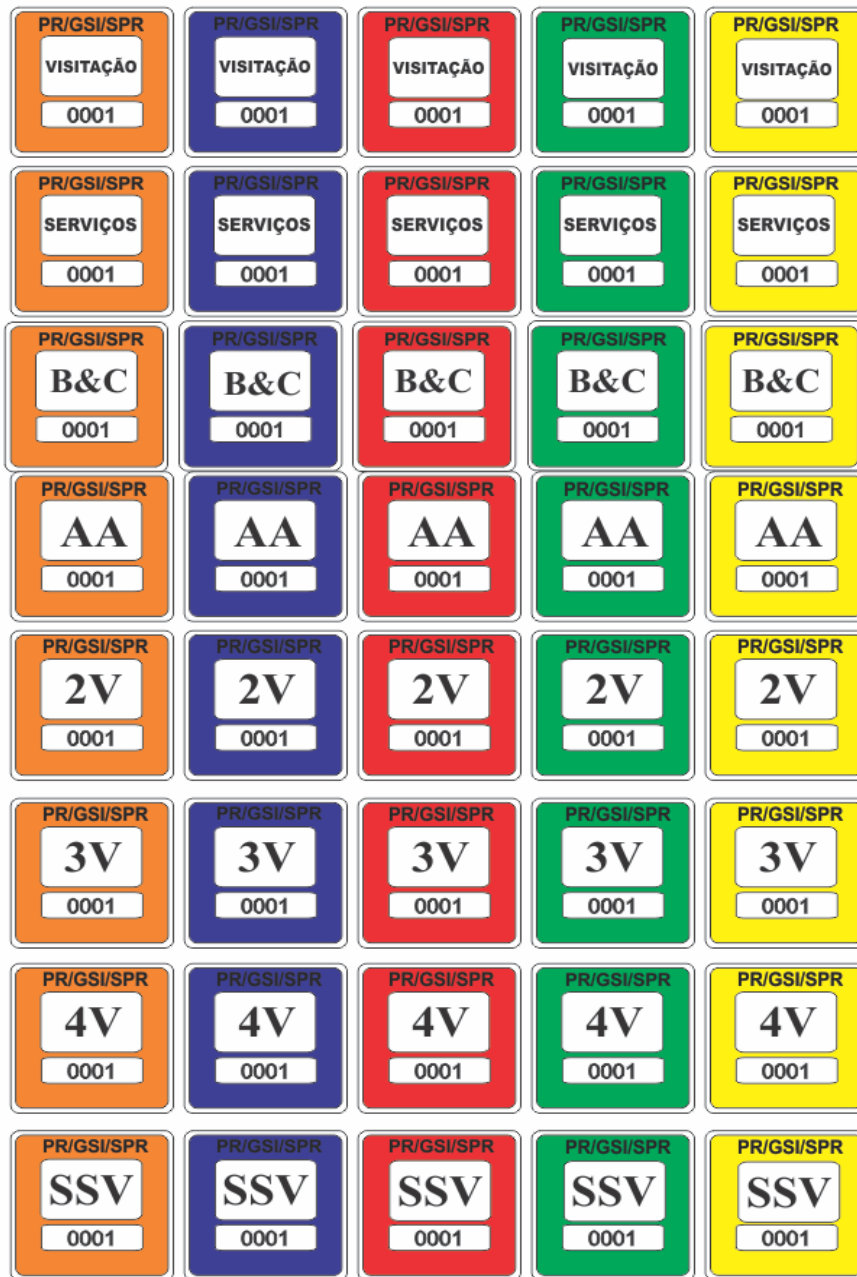 PR/GSI/SPR PR/GSI/SPR PR/GSI/SPR PR/GSI/SPR PR/GSI/SPR
VISITAÇÃO VISITAÇÃO VISITAÇÃO VISITAÇÃO VISITAÇÃO
0001 0001 0001 0001 0001
PR/GSI/SPR PR/GSI/SPR PR/GSI/SPR PR/GSI/SPR PR/GSI/SPR
SERVIÇOS SERVIÇOS SERVIÇOS SERVIÇOS SERVIÇOS
0001 0001 0001 0001 0001
PR/GSI/SPR PR/GSI/SPR PR/GSI/SPR PR/GSI/SPR PR/GSI/SPR
B&C B&C B&C B&C B&C
0001 0001 0001 0001 0001
PR/GSI/SPR PR/GSI/SPR PR/GSI/SPR PR/GSI/SPR PR/GSI/SPR
AA AA AA AA AA
0001 0001 0001 0001 0001
PR/GSI/SPR PR/GSI/SPR PR/GSI/SPR PR/GSI/SPR PR/GSI/SPR
2V 2V 2V 2V 2V
0001 0001 0001 0001 0001
PR/GSI/SPR PR/GSI/SPR PR/GSI/SPR PR/GSI/SPR PR/GSI/SPR
3V 3V 3V 3V 3V
0001 0001 0001 0001 0001
PR/GSI/SPR PR/GSI/SPR PR/GSI/SPR PR/GSI/SPR PR/GSI/SPR
4V 4V 4V 4V 4V
0001 0001 0001 0001 0001
PR/GSI/SPR PR/GSI/SPR PR/GSI/SPR PR/GSI/SPR PR/GSI/SPR
SSV SSV SSV SSV SSV
0001 0001 0001 0001 0001